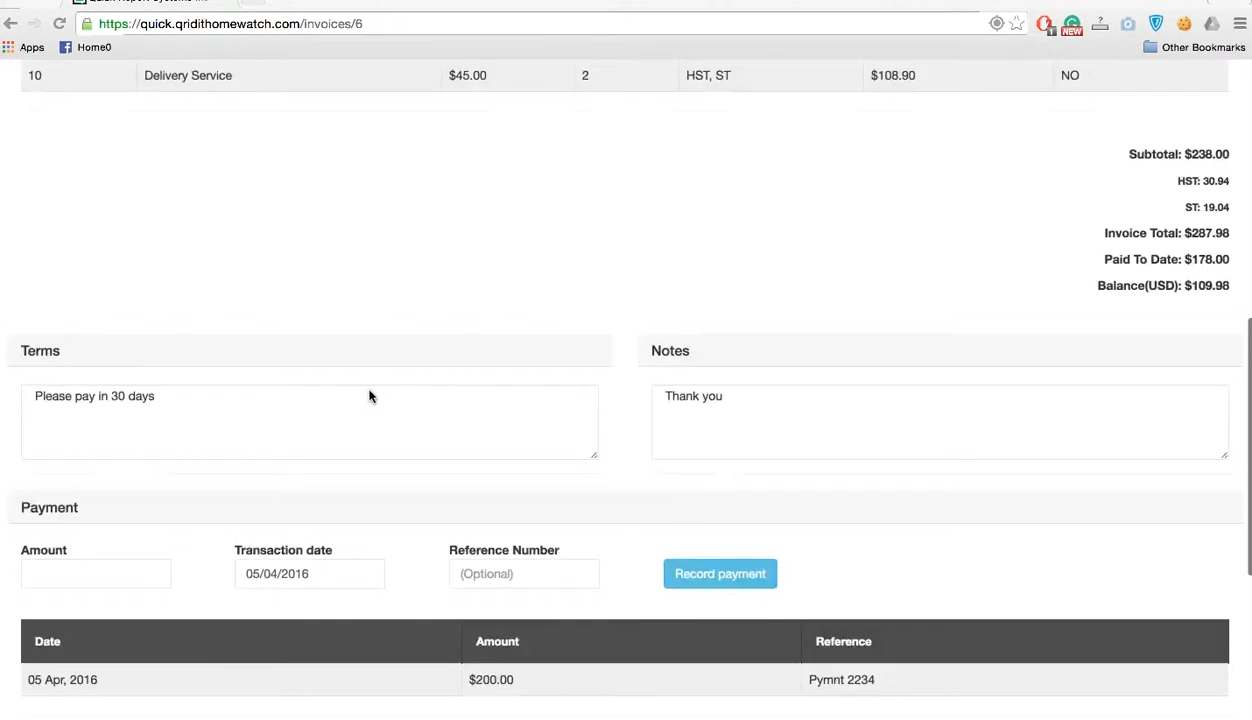 https://quick.qridithomewatch.com/invoices/6
NEW
Apps Home0 Other Bookmarks
10 Delivery Service $45.00 2 HST, ST $108.90 NO
Subtotal: $238.00
HST: 30.94
ST: 19.04
Invoice Total: $287.98
Paid To Date: $178.00
Balance(USD): $109.98
Terms Notes
Please pay in 30 days Thank you
Payment
Amount Transaction date Reference Number
05/04/2016 (Optional) Record payment
Date Amount Reference
05 Apr, 2016 $200.00 Pymnt 2234